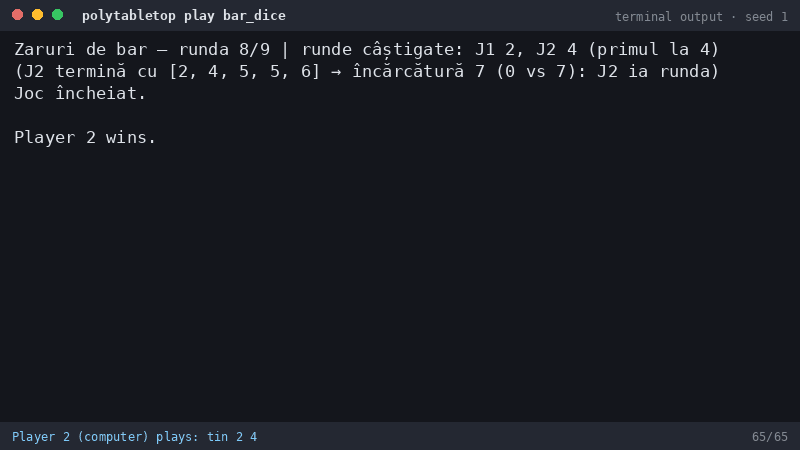 polytabletop play bar_dice
terminal output · seed 1
Zaruri de bar — runda 8/9 | runde câștigate: J1 2, J2 4 (primul la 4)
(J2 termină cu [2, 4, 5, 5, 6] → încărcătură 7 (0 vs 7): J2 ia runda)
Joc încheiat.
Player 2 wins.
Player 2 (computer) plays: tin 2 4
65/65